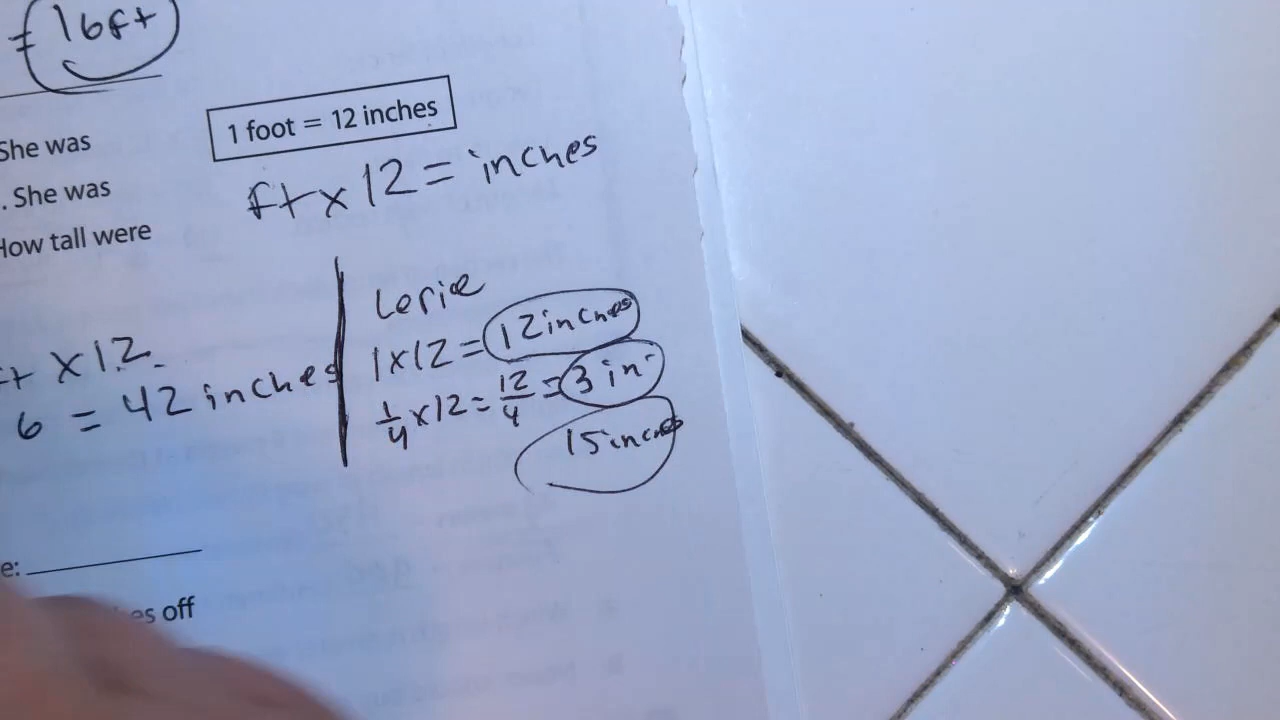 = 16ft
1 foot = 12 inches
She was
. She was
How tall were
ft x 12 = inches
x 12
6 = 42 inches
Lerie
1 x 12 = 12 inches
1/4 x 12 = 12/4 = 3 in
15 inches
e:
es off